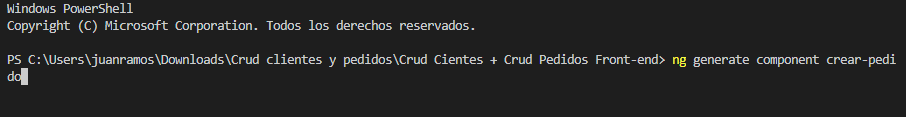 Windows PowerShell
Copyright (C) Microsoft Corporation. Todos los derechos reservados.
PS C:\Users\juanramos\Downloads\Crud clientes y pedidos\Crud Cientes + Crud Pedidos Front-end> ng generate component crear-pedi
do